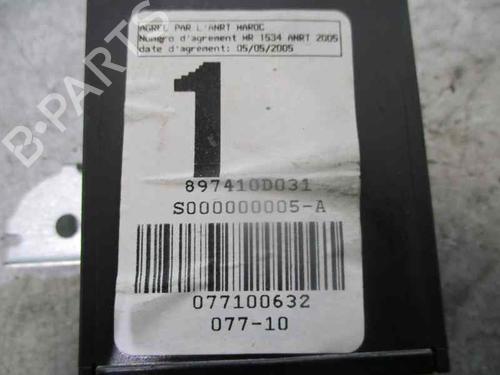 AGREE PAR L'ANRT MAROC
Numero d'agrement MR 1534 ANRT 2005
date d'agrement: 05/05/2005
1
897410D031
S000000005-A
077100632
077-10
B-PARTS